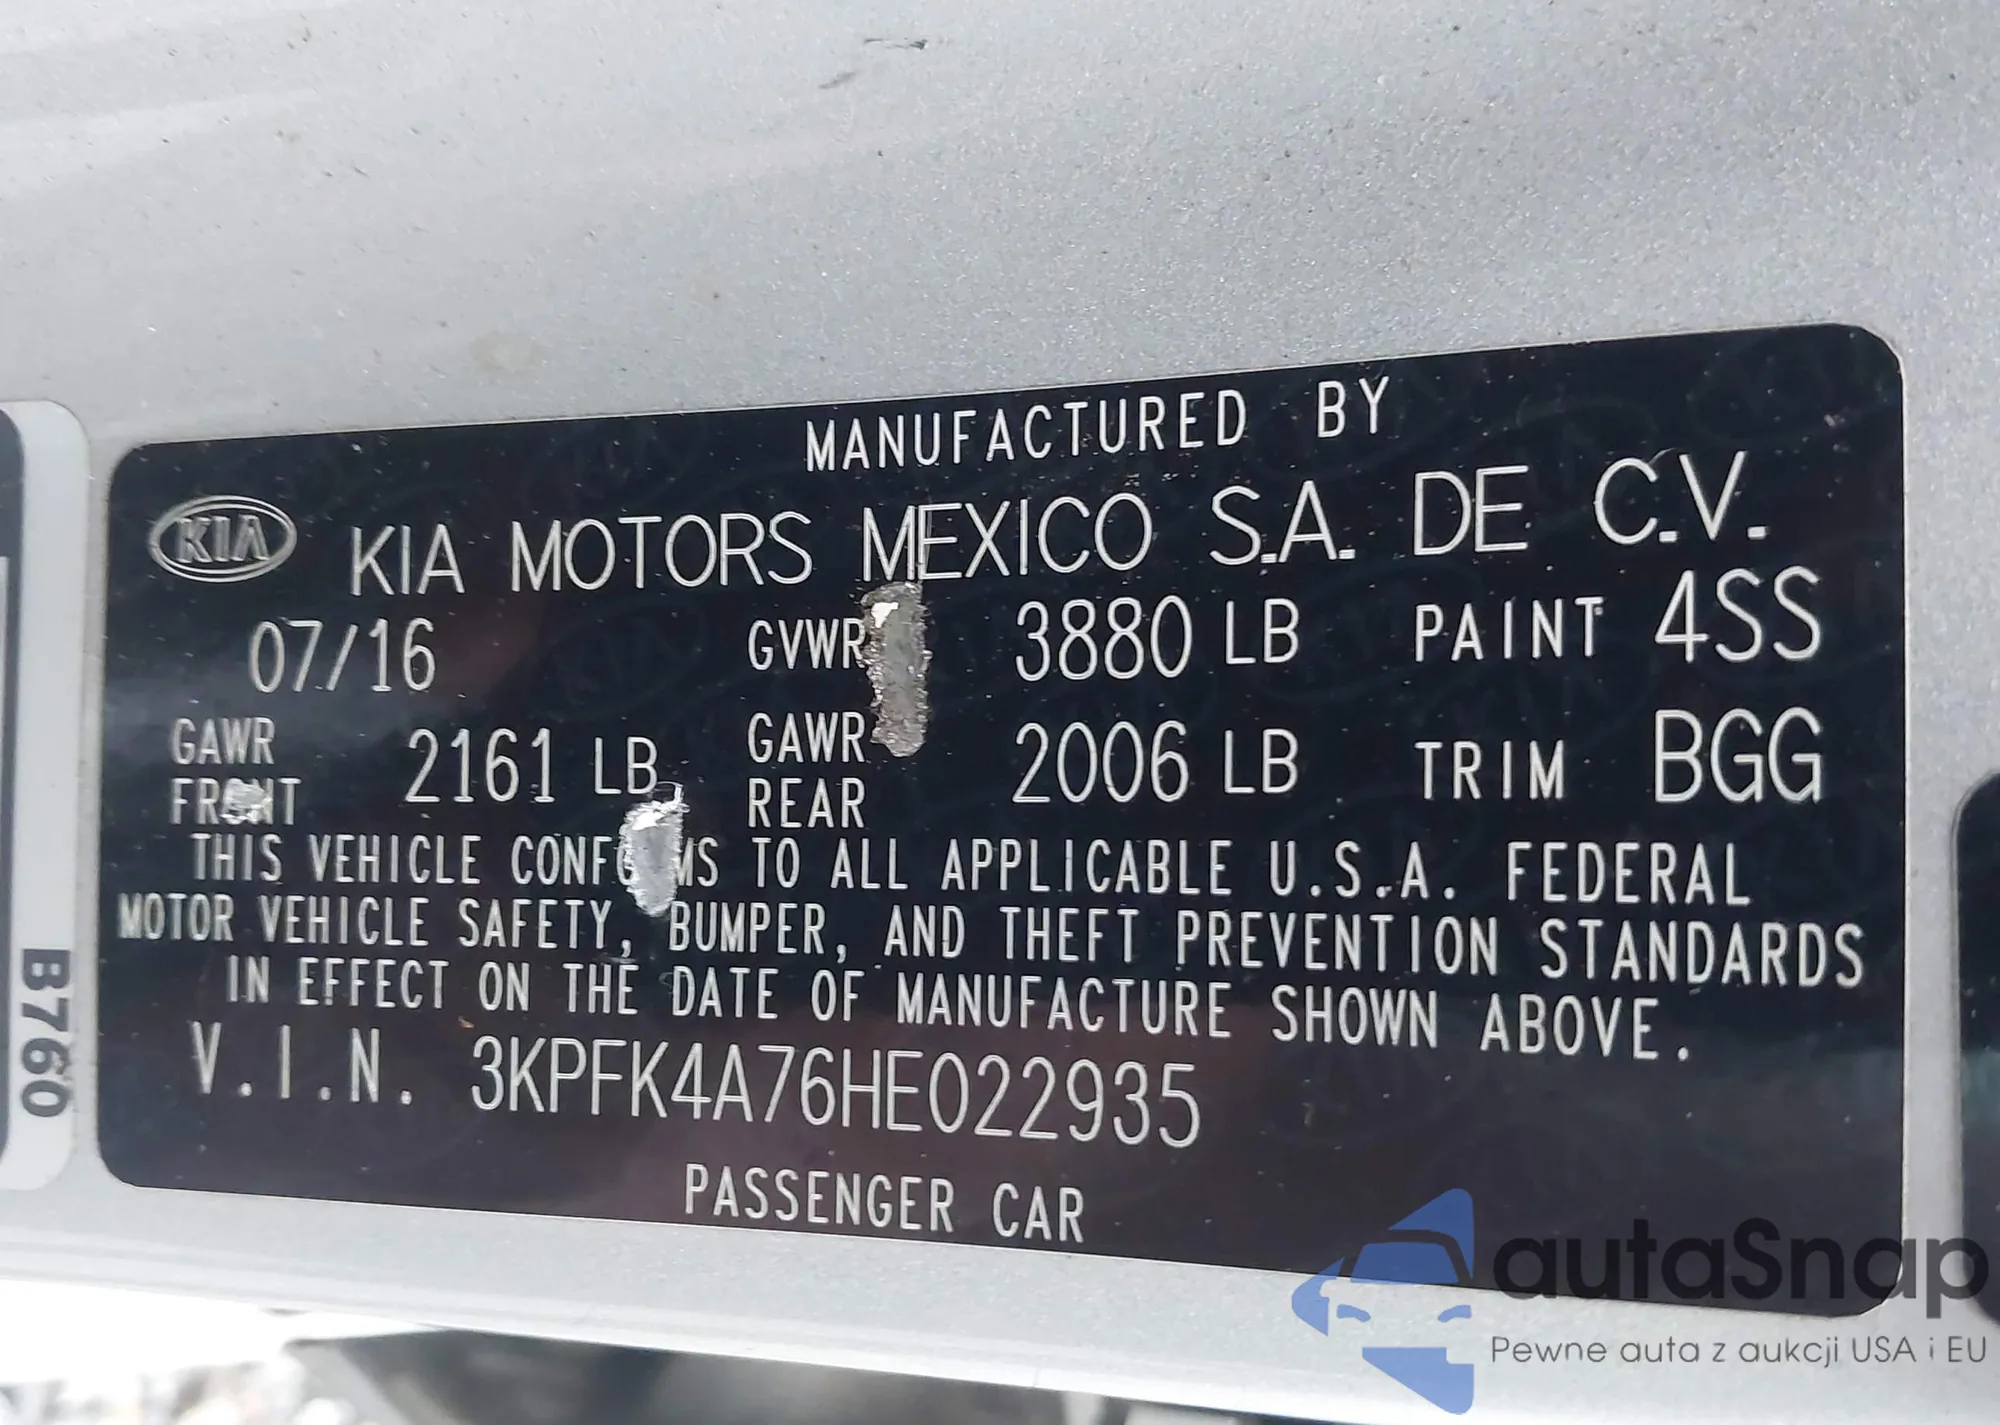 MANUFACTURED BY
KIA KIA MOTORS MEXICO S.A. DE C.V.
07/16 GVWR 3880 LB PAINT 4SS
GAWR FRONT 2161 LB GAWR REAR 2006 LB TRIM BGG
THIS VEHICLE CONFORMS TO ALL APPLICABLE U.S.A. FEDERAL
MOTOR VEHICLE SAFETY, BUMPER, AND THEFT PREVENTION STANDARDS
IN EFFECT ON THE DATE OF MANUFACTURE SHOWN ABOVE.
V.I.N. 3KPFK4A76HE022935
PASSENGER CAR
B760
autaSnap
Pewne auta z aukcji USA i EU